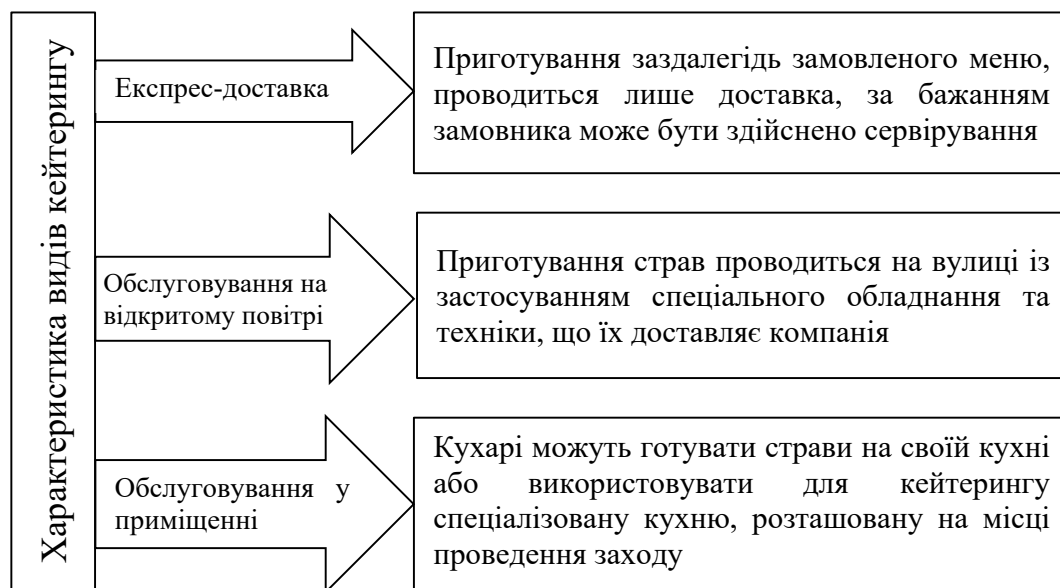 Характеристика видів кейтерингу
Експрес-доставка
Приготування заздалегідь замовленого меню,
проводиться лише доставка, за бажанням
замовника може бути здійснено сервірування
Обслуговування на
відкритому повітрі
Приготування страв проводиться на вулиці із
застосуванням спеціального обладнання та
техніки, що їх доставляє компанія
Обслуговування у
приміщенні
Кухарі можуть готувати страви на своїй кухні
або використовувати для кейтерингу
спеціалізовану кухню, розташовану на місці
проведення заходу